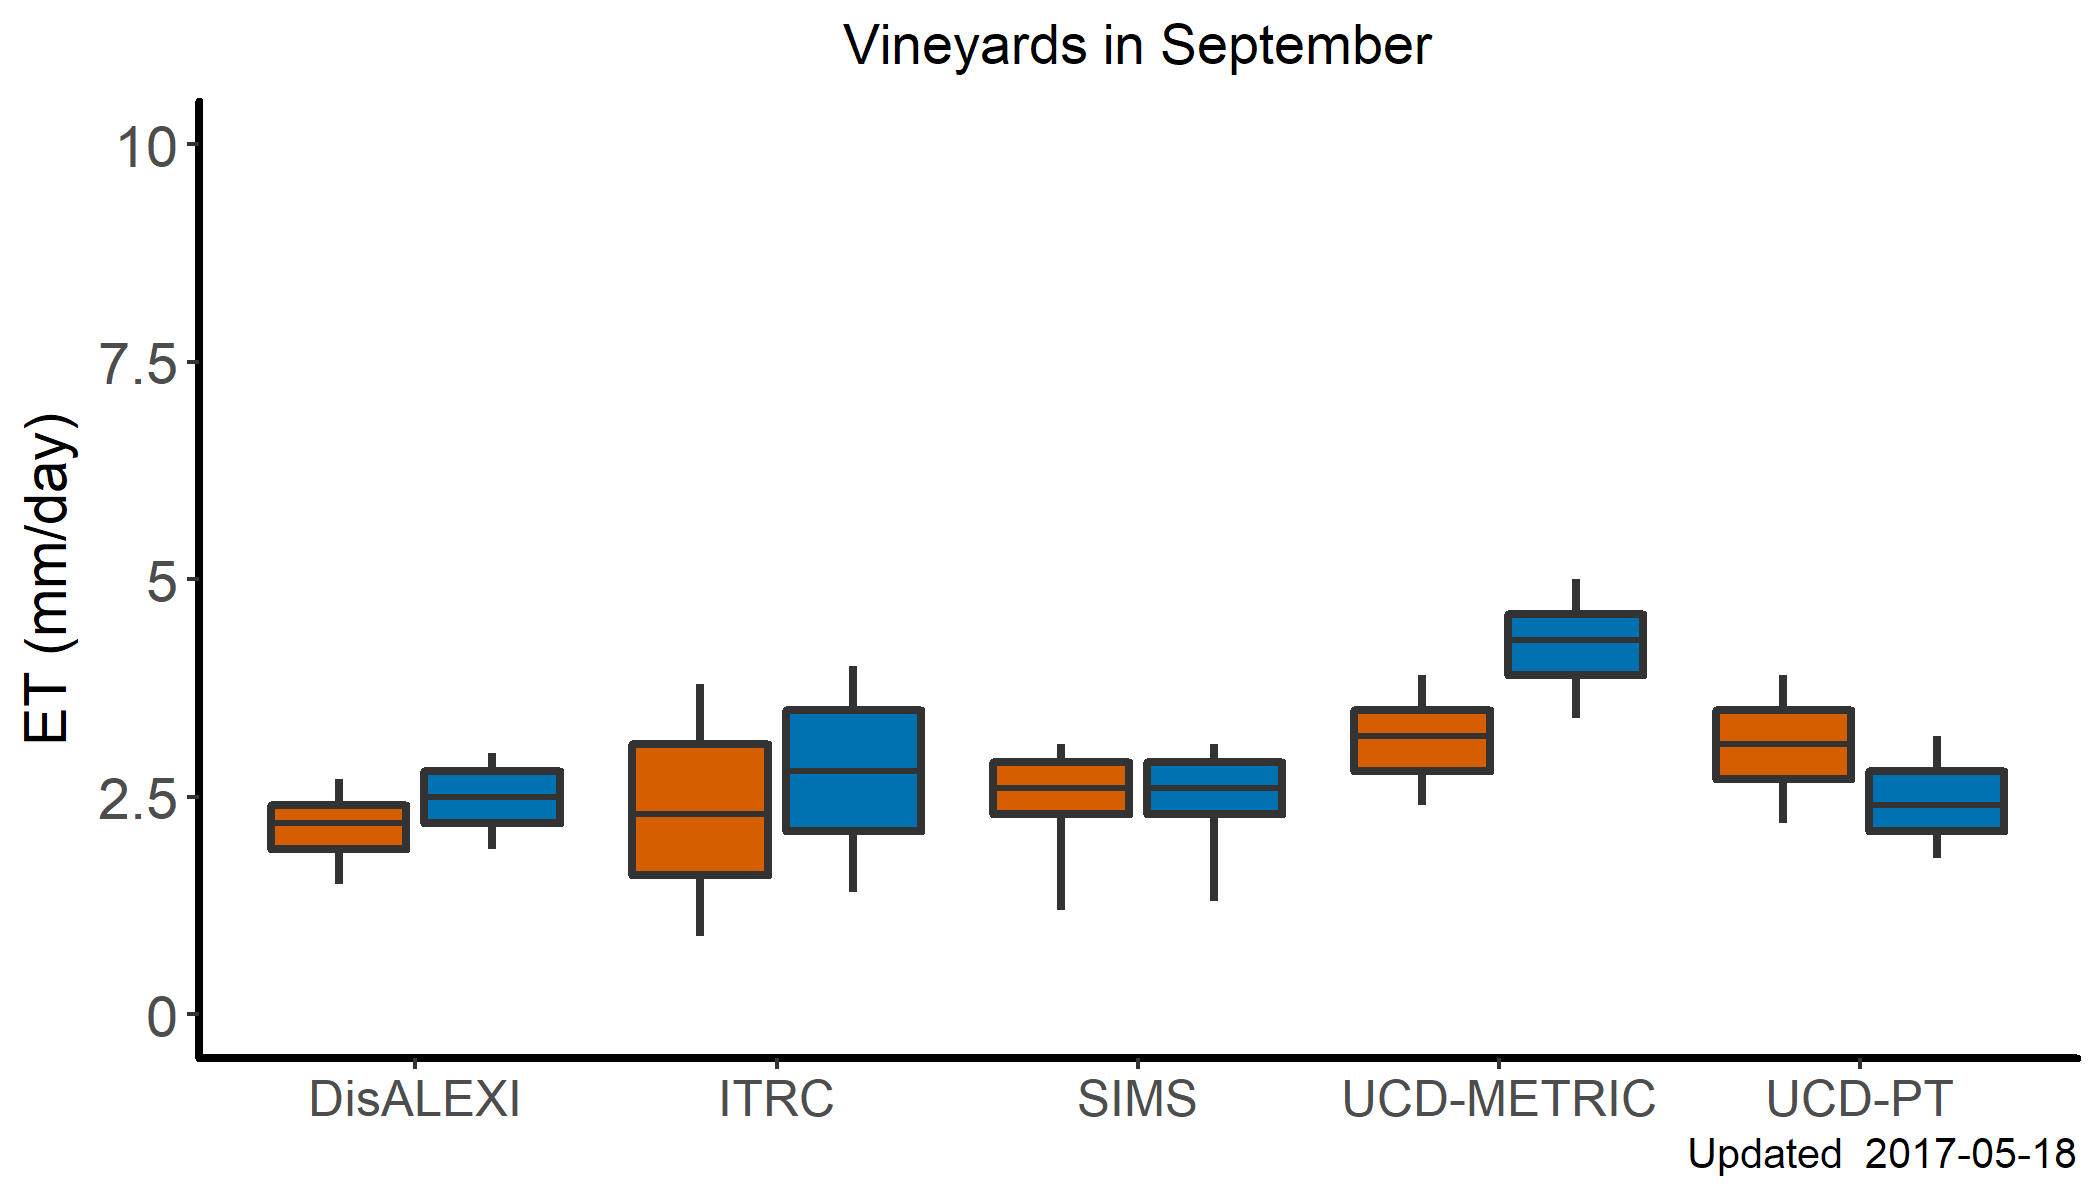 Vineyards in September
10
7.5
5
2.5
0
ET (mm/day)
DisALEXI ITRC SIMS UCD-METRIC UCD-PT
Updated  2017-05-18